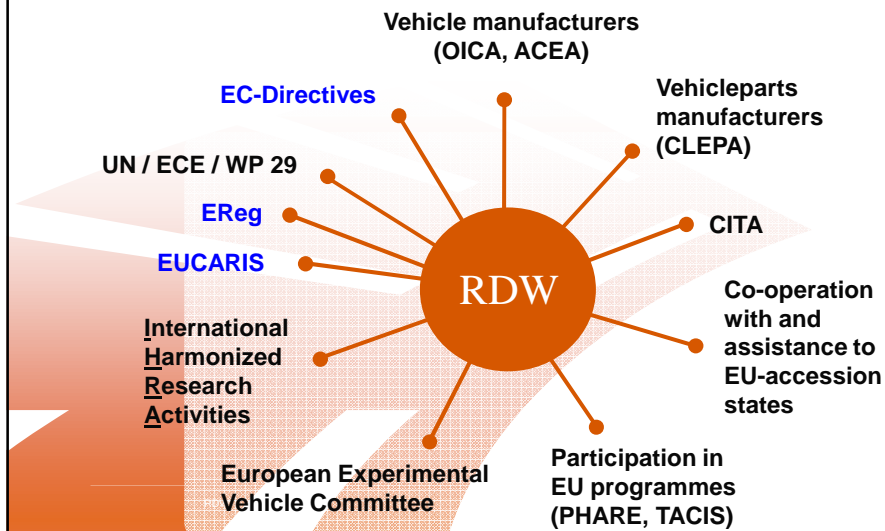 Vehicle manufacturers
(OICA, ACEA)
EC-Directives
Vehicleparts
manufacturers
(CLEPA)
UN / ECE / WP 29
EReg
CITA
EUCARIS
RDW
Co-operation
with and
assistance to
EU-accession
states
International
Harmonized
Research
Activities
European Experimental
Vehicle Committee
Participation in
EU programmes
(PHARE, TACIS)